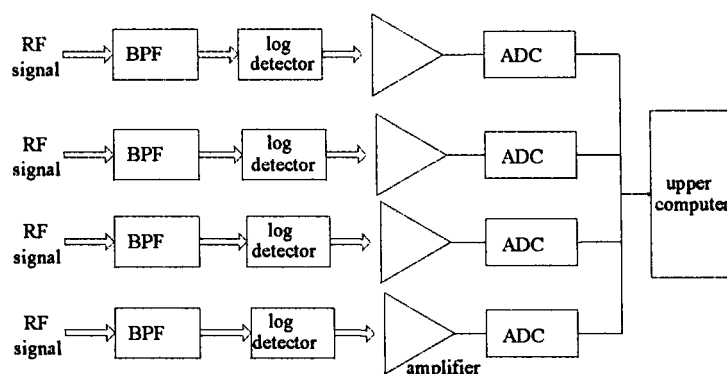 RF
signal
BPF
log
detector
ADC
RF
signal
BPF
log
detector
ADC
upper
computer
RF
signal
BPF
log
detector
ADC
RF
signal
BPF
log
detector
ADC
amplifier